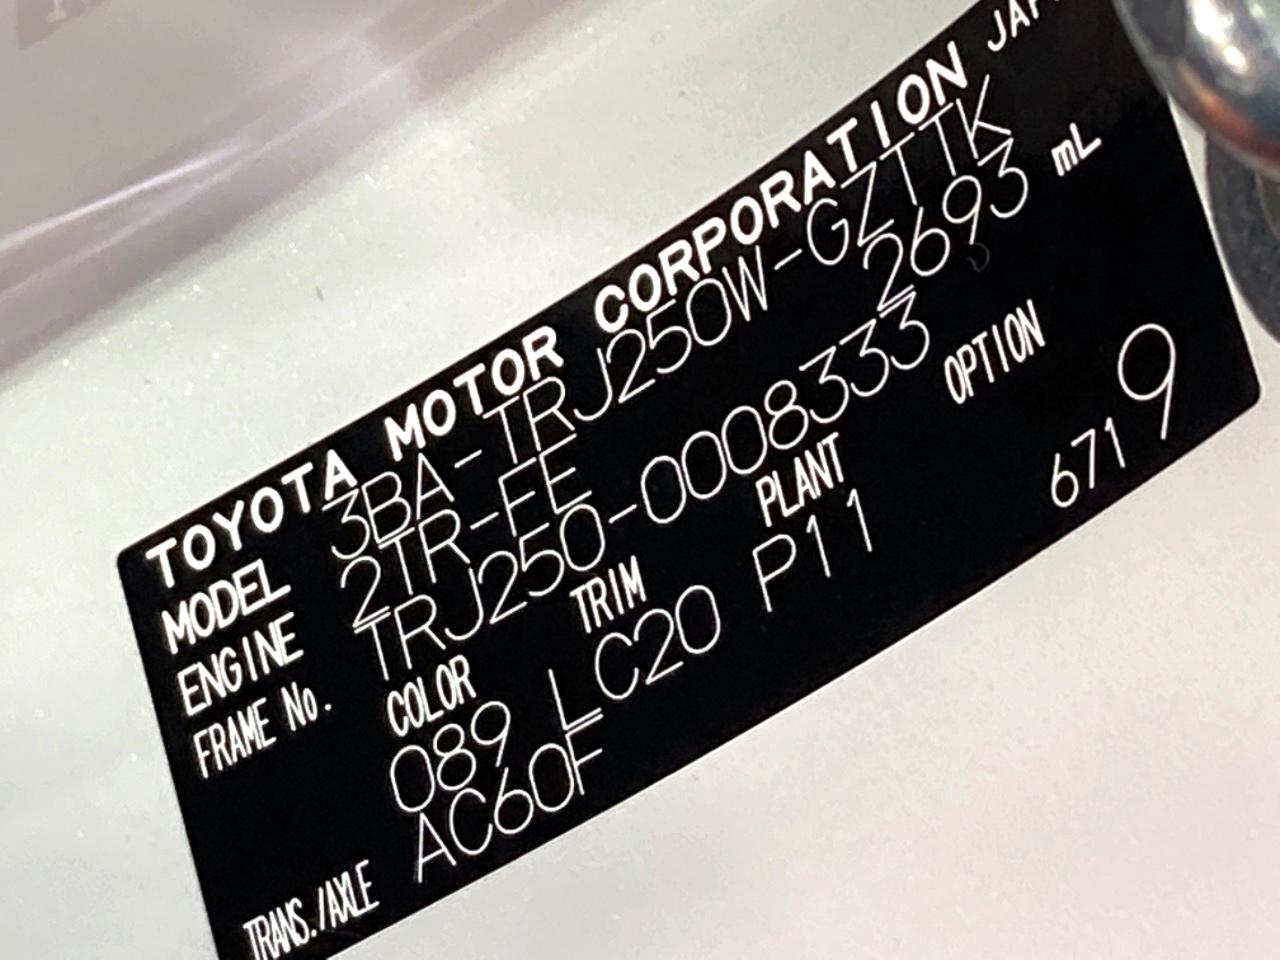 TOYOTA MOTOR CORPORATION JAP
MODEL 3BA-TRJ250W-GZTTK
ENGINE 2TR-FE 2693 mL
FRAME No. TRJ250-0008333
COLOR TRIM PLANT OPTION
089 LC20 P11 671 9
TRANS./AXLE AC60F